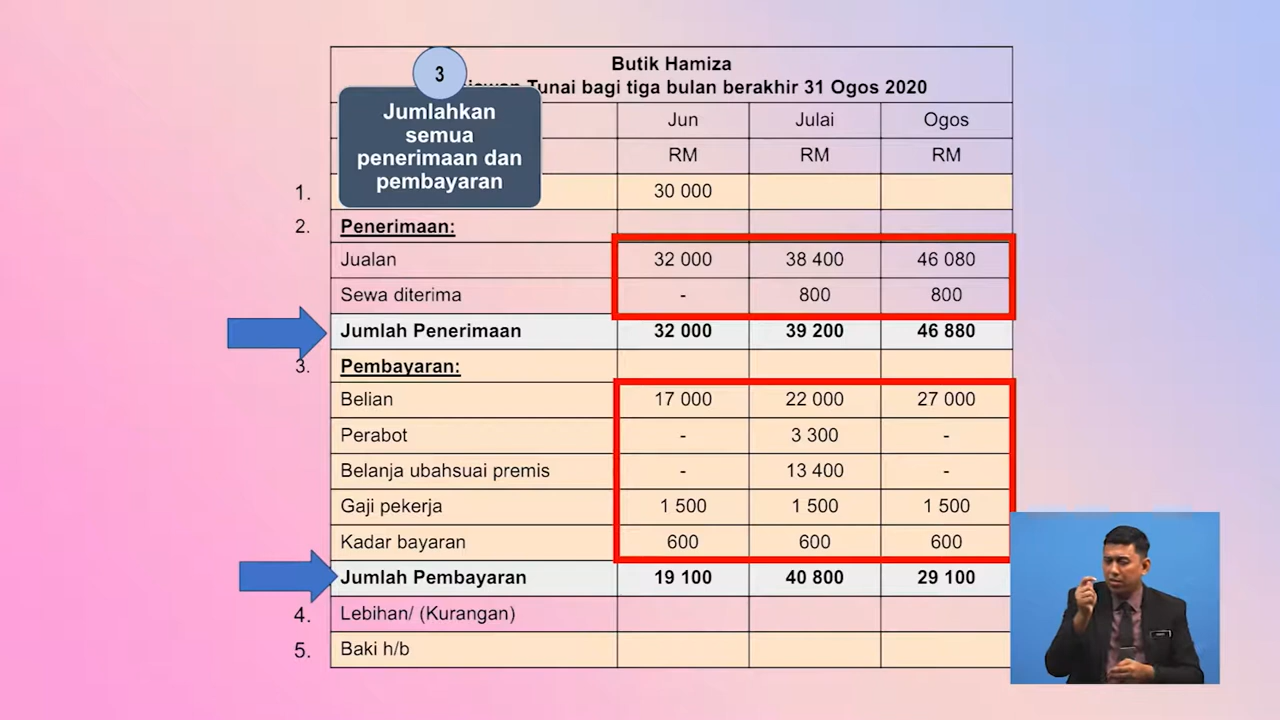 Butik Hamiza
Tunai bagi tiga bulan berakhir 31 Ogos 2020
3
Jumlahkan
semua
penerimaan dan
pembayaran
Jun Julai Ogos
RM RM RM
1. 30 000
2. Penerimaan:
Jualan 32 000 38 400 46 080
Sewa diterima - 800 800
Jumlah Penerimaan 32 000 39 200 46 880
3. Pembayaran:
Belian 17 000 22 000 27 000
Perabot - 3 300 -
Belanja ubahsuai premis - 13 400 -
Gaji pekerja 1 500 1 500 1 500
Kadar bayaran 600 600 600
Jumlah Pembayaran 19 100 40 800 29 100
4. Lebihan/ (Kurangan)
5. Baki h/b